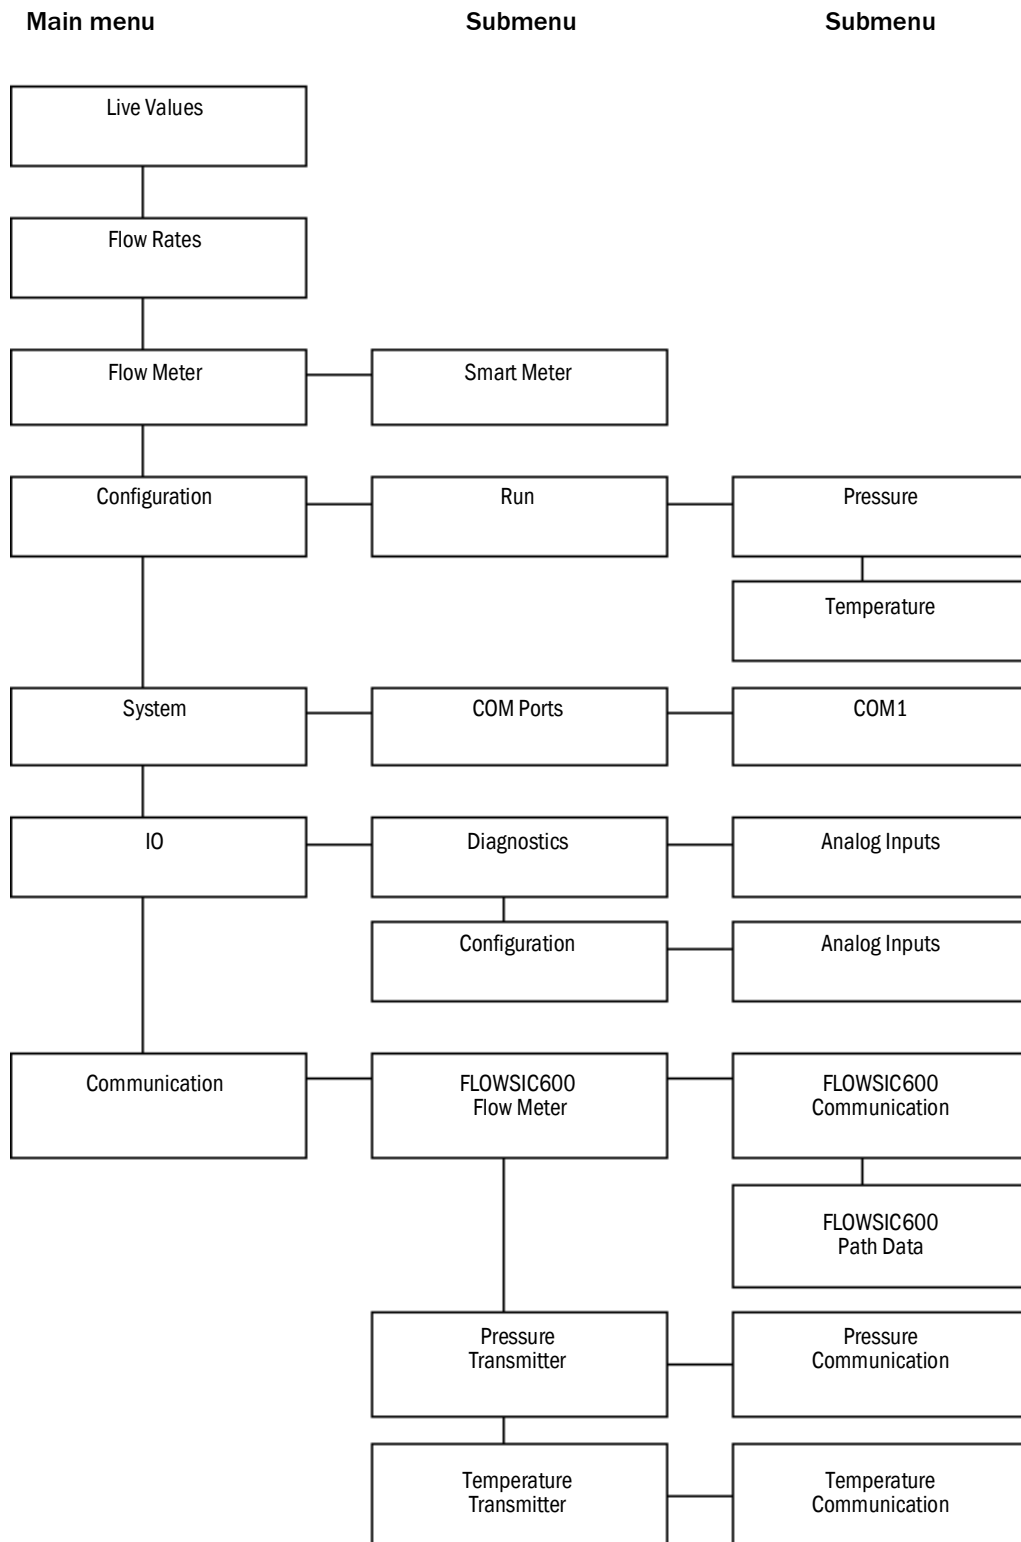 Main menu
Submenu
Submenu
Live Values
Flow Rates
Flow Meter
Smart Meter
Configuration
Run
Pressure
Temperature
System
COM Ports
COM1
IO
Diagnostics
Analog Inputs
Configuration
Analog Inputs
Communication
FLOWSIC600
Flow Meter
FLOWSIC600
Communication
FLOWSIC600
Path Data
Pressure
Transmitter
Pressure
Communication
Temperature
Transmitter
Temperature
Communication